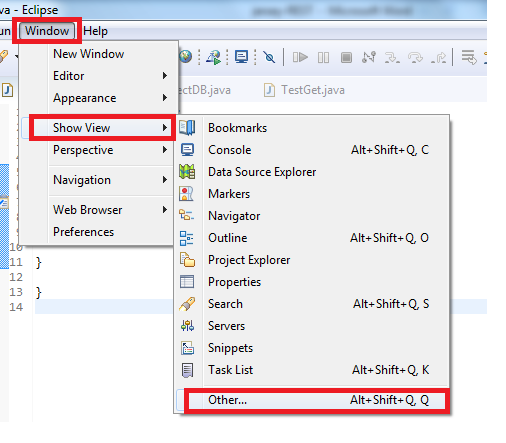 va - Eclipse
un Window Help
New Window
Editor
Appearance
Show View
Perspective
Navigation
Web Browser
Preferences
ectDB.java
TestGet.java
Bookmarks
Console Alt+Shift+Q, C
Data Source Explorer
Markers
Navigator
Outline Alt+Shift+Q, O
Project Explorer
Properties
Search Alt+Shift+Q, S
Servers
Snippets
Task List Alt+Shift+Q, K
Other... Alt+Shift+Q, Q
10
11 }
12
13 }
14